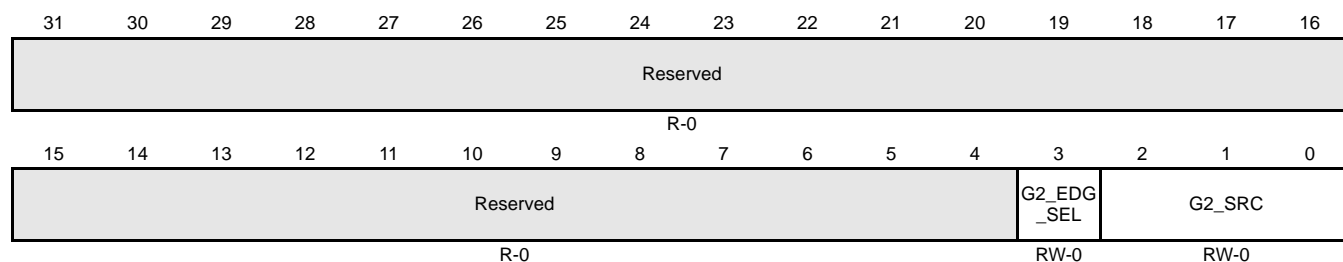 31 30 29 28 27 26 25 24 23 22 21 20 19 18 17 16
Reserved
R-0
15 14 13 12 11 10 9 8 7 6 5 4 3 2 1 0
Reserved G2_EDG_SEL G2_SRC
R-0 RW-0 RW-0